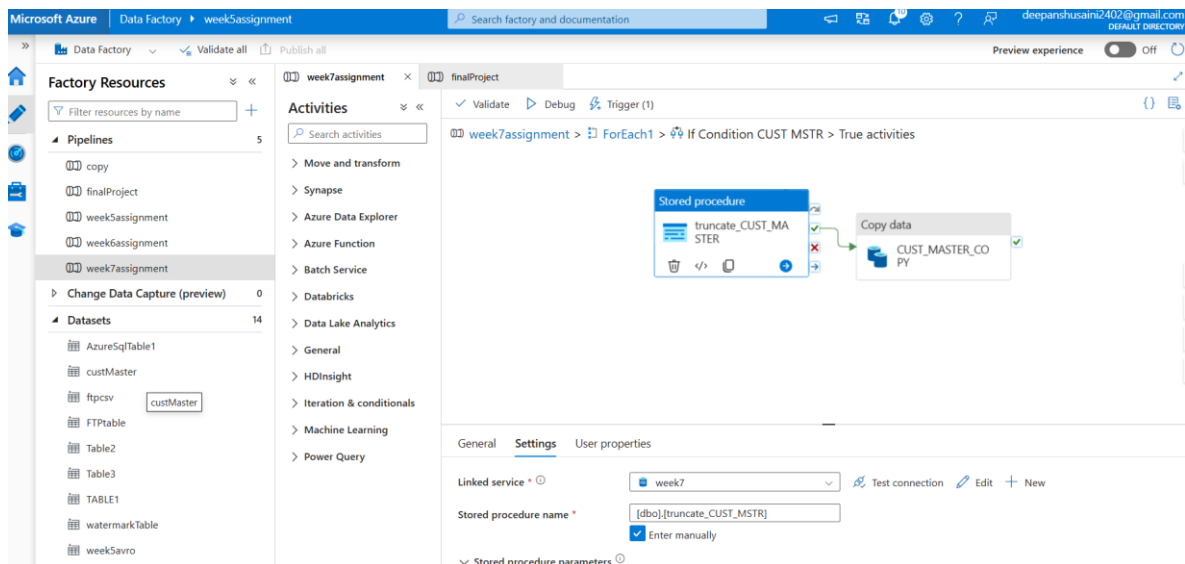 Microsoft Azure Data Factory week5assignment Search factory and documentation 10 deepanshusaini2402@gmail.com
DEFAULT DIRECTORY
Data Factory Validate all Publish all Preview experience Off
Factory Resources
Filter resources by name
Pipelines 5
copy
finalProject
week5assignment
week6assignment
week7assignment
Change Data Capture (preview) 0
Datasets 14
AzureSqlTable1
custMaster
ftpcsv
custMaster
FTPtable
Table2
Table3
TABLE1
watermarkTable
week5avro
week7assignment finalProject
Activities
Search activities
Move and transform
Synapse
Azure Data Explorer
Azure Function
Batch Service
Databricks
Data Lake Analytics
General
HDInsight
Iteration & conditionals
Machine Learning
Power Query
Validate Debug Trigger (1) {}
week7assignment > ForEach1 > If Condition CUST MSTR > True activities
Stored procedure
truncate_CUST_MA
STER
Copy data
CUST_MASTER_CO
PY
General Settings User properties
Linked service * week7 Test connection Edit New
Stored procedure name * [dbo].[truncate_CUST_MSTR]
Enter manually
Stored procedure parameters